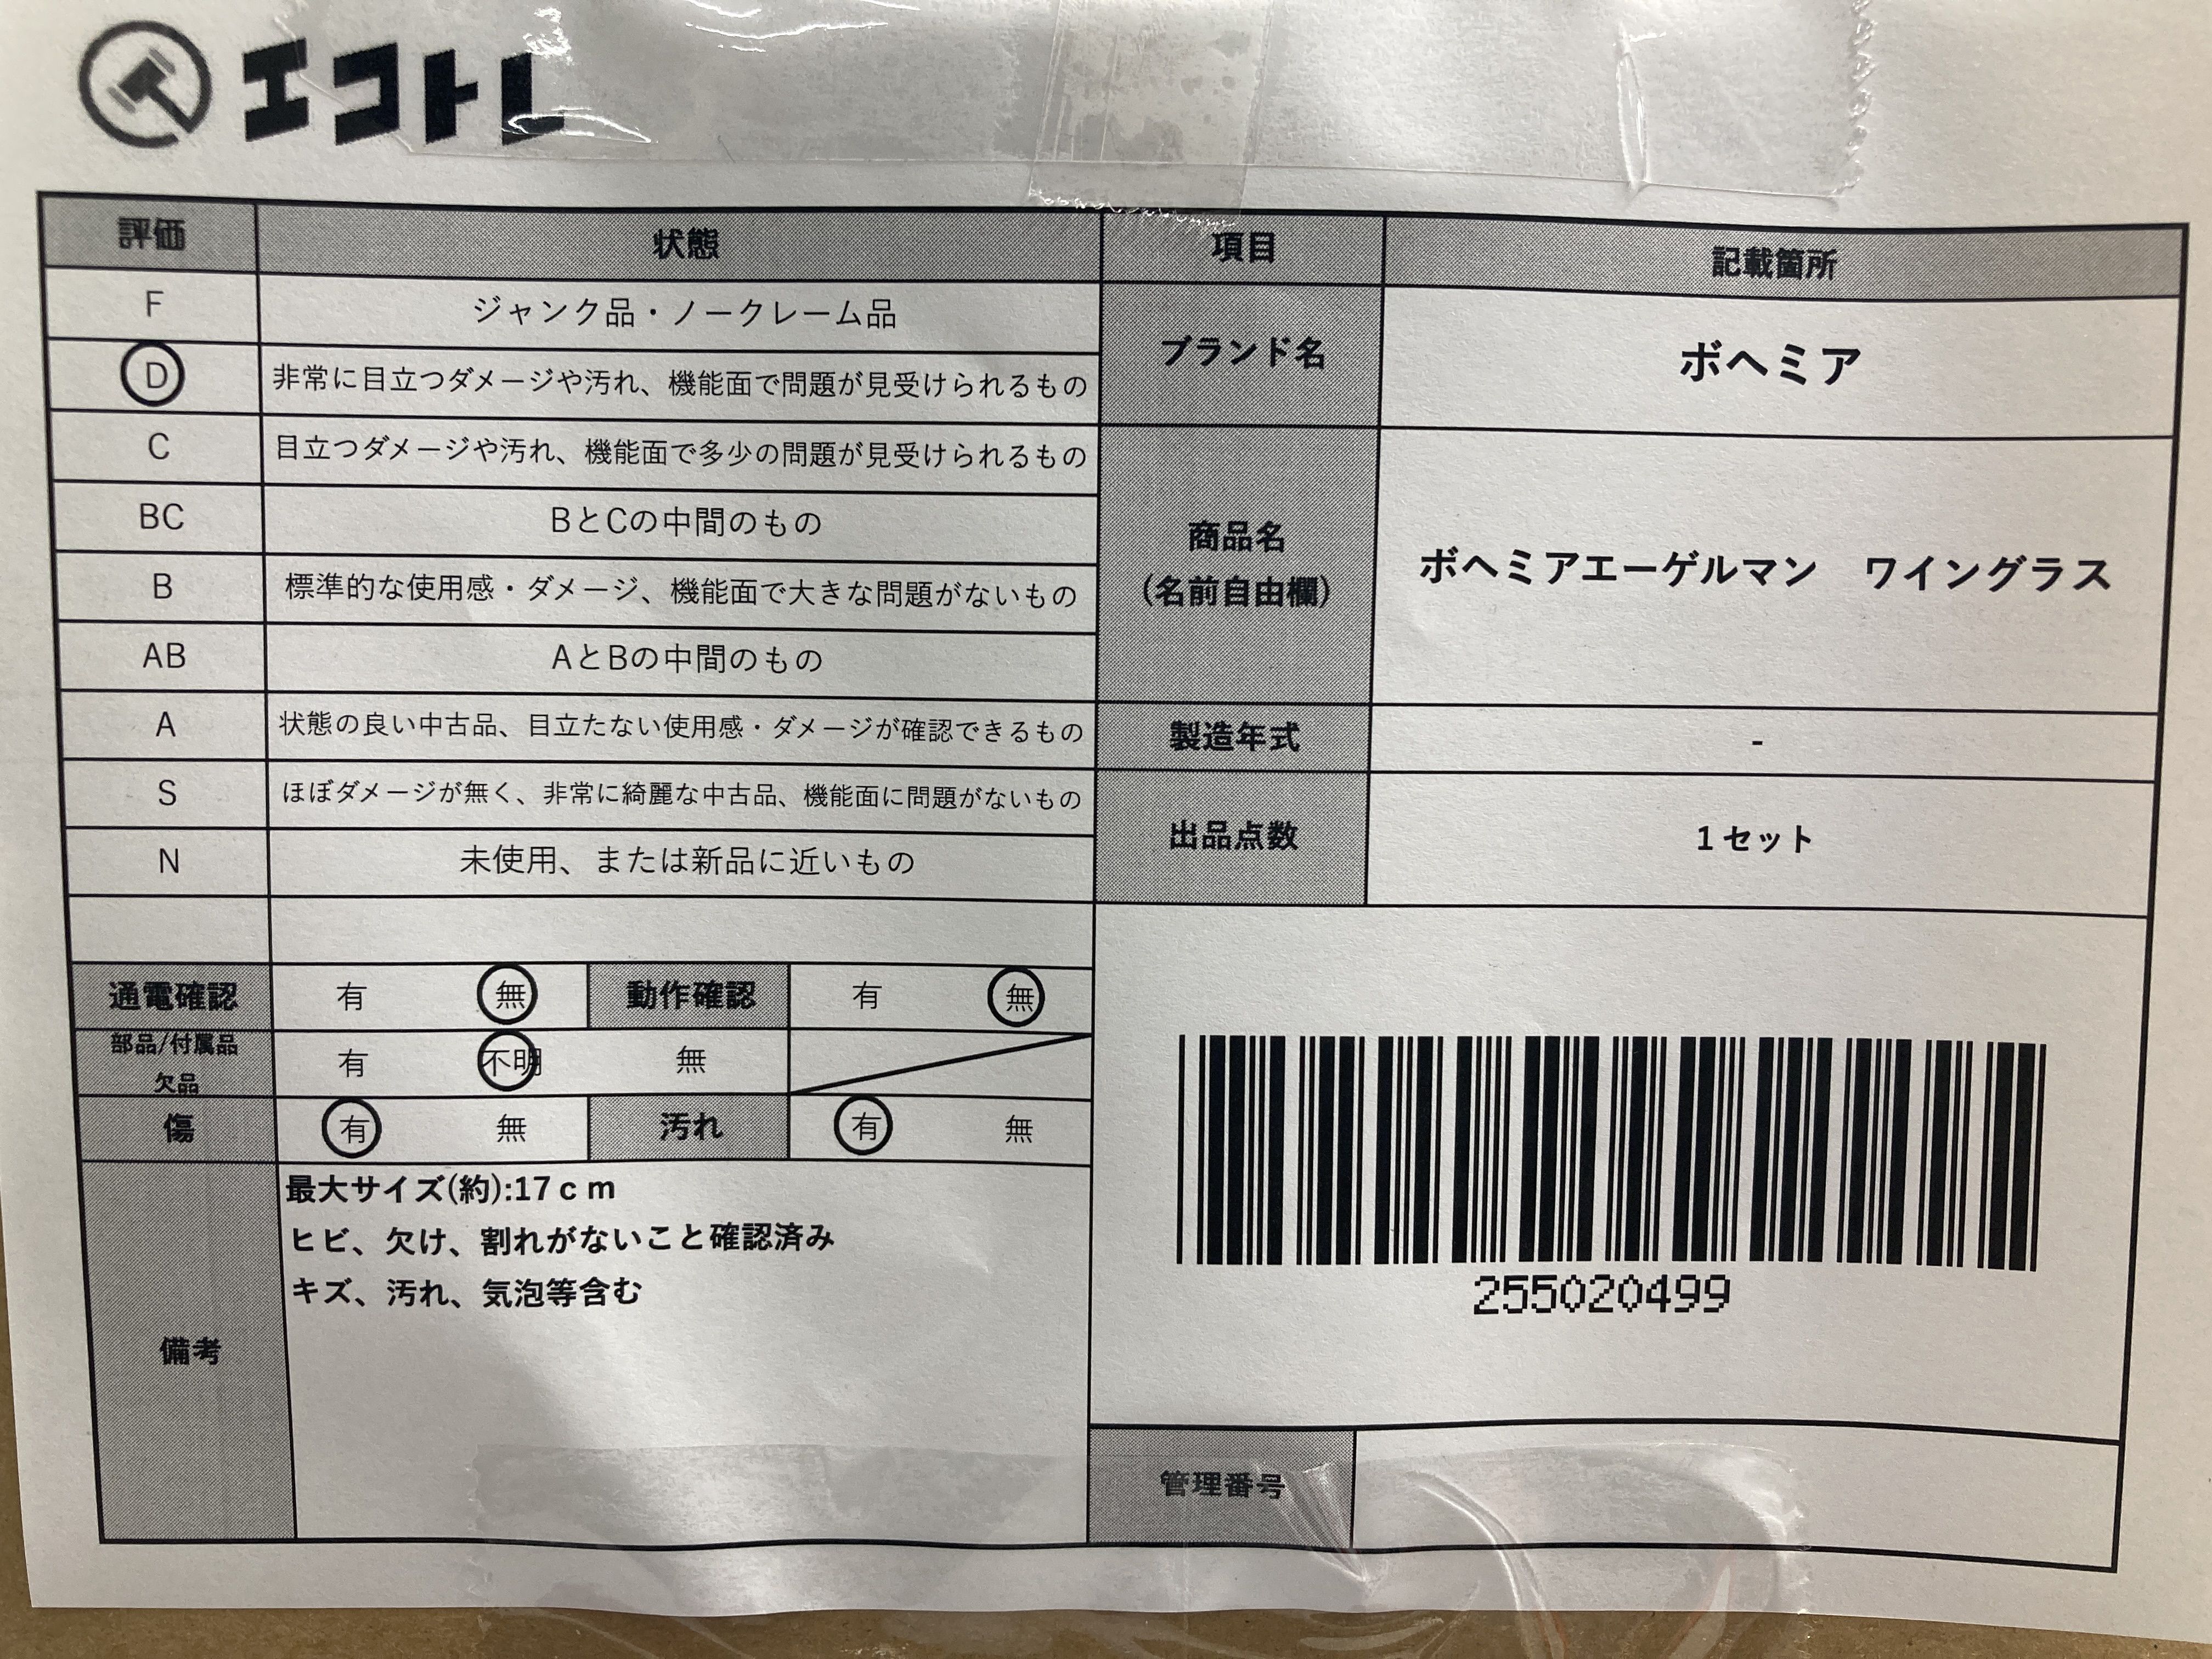 エコトレ
評価 状態 項目 記載箇所
F ジャンク品・ノークレーム品
D 非常に目立つダメージや汚れ、機能面で問題が見受けられるもの
ブランド名 ボヘミア
C 目立つダメージや汚れ、機能面で多少の問題が見受けられるもの
BC BとCの中間のもの
B 標準的な使用感・ダメージ、機能面で大きな問題がないもの
商品名
(名前自由欄)
ボヘミアエーゲルマン　ワイングラス
AB AとBの中間のもの
A 状態の良い中古品、目立たない使用感・ダメージが確認できるもの
製造年式 -
S ほぼダメージが無く、非常に綺麗な中古品、機能面に問題がないもの
出品点数 1セット
N 未使用、または新品に近いもの
通電確認 有 無 動作確認 有 無
部品/付属品
欠品
有 不明 無
傷 有 無 汚れ 有 無
備考
最大サイズ(約):17ｃｍ
ヒビ、欠け、割れがないこと確認済み
キズ、汚れ、気泡等含む
255020499
管理番号